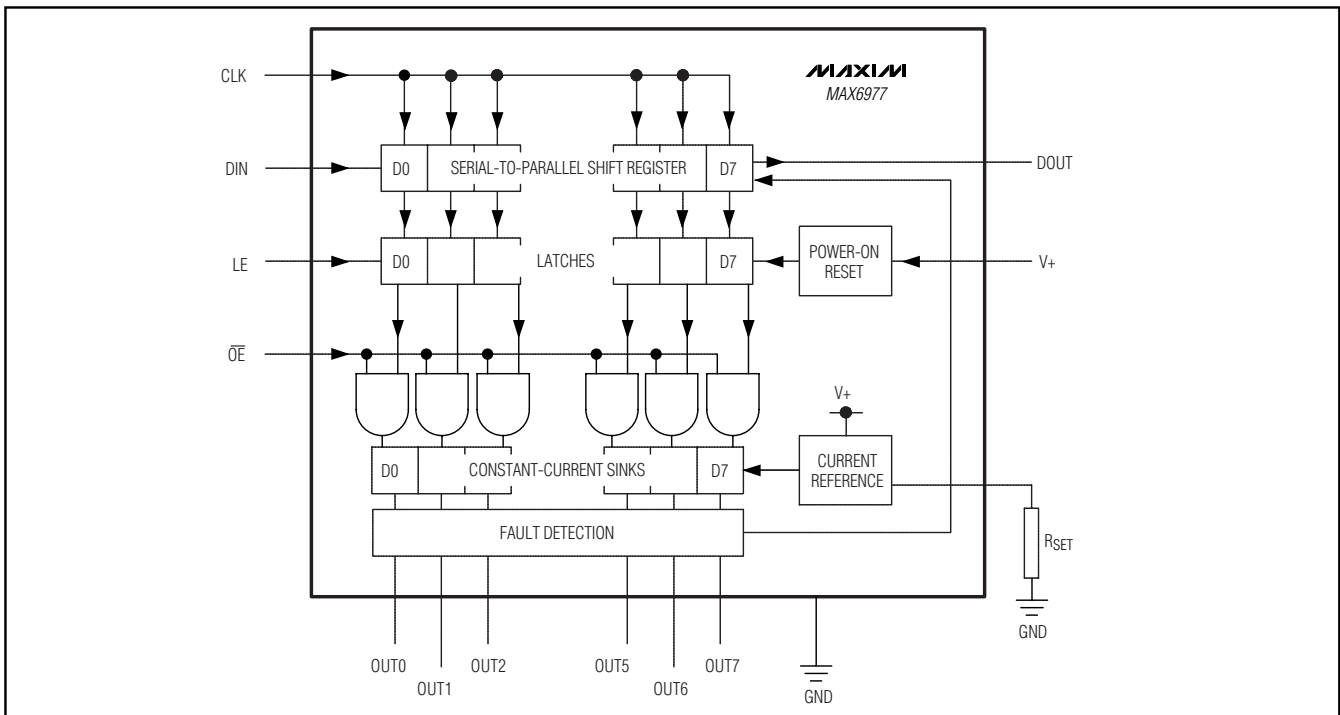 CLK
MAXIM
MAX6977
DIN
D0
SERIAL-TO-PARALLEL SHIFT REGISTER
D7
DOUT
LE
D0
LATCHES
D7
POWER-ON
RESET
V+
OE
V+
D0
CONSTANT-CURRENT SINKS
D7
CURRENT
REFERENCE
FAULT DETECTION
RSET
GND
OUT0
OUT2
OUT5
OUT7
OUT1
OUT6
GND